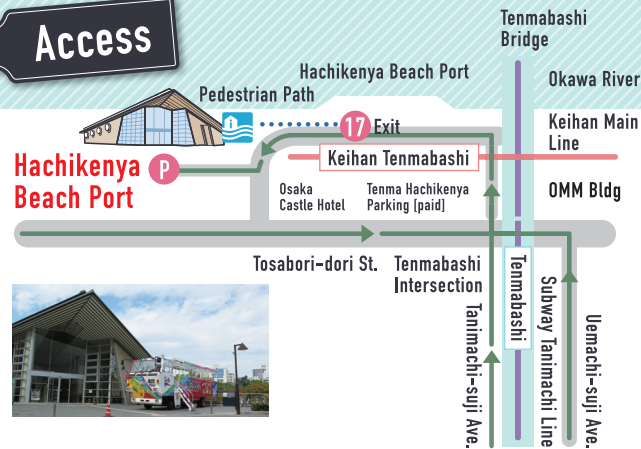 Access
Tenmabashi
Bridge
Hachikenya Beach Port
Okawa River
Pedestrian Path
i
17 Exit
Keihan Main
Line
Keihan Tenmabashi
Hachikenya P
Beach Port
Osaka
Castle Hotel
Tenma Hachikenya
Parking [paid]
OMM Bldg
Tosabori-dori St.
Tenmabashi
Intersection
Tenmabashi
Tanimachi-suji Ave.
Subway Tanimachi Line
Uemachi-suji Ave.